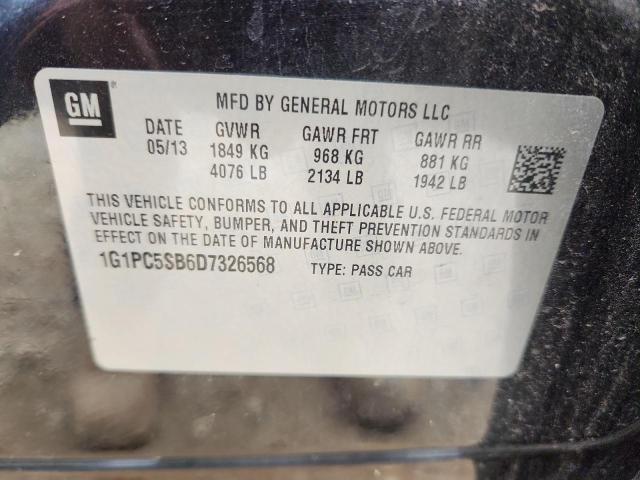 GM
MFD BY GENERAL MOTORS LLC
DATE GVWR GAWR FRT GAWR RR
05/13 1849 KG 968 KG 881 KG
4076 LB 2134 LB 1942 LB
THIS VEHICLE CONFORMS TO ALL APPLICABLE U.S. FEDERAL MOTOR
VEHICLE SAFETY, BUMPER, AND THEFT PREVENTION STANDARDS IN
EFFECT ON THE DATE OF MANUFACTURE SHOWN ABOVE.
1G1PC5SB6D7326568 TYPE: PASS CAR